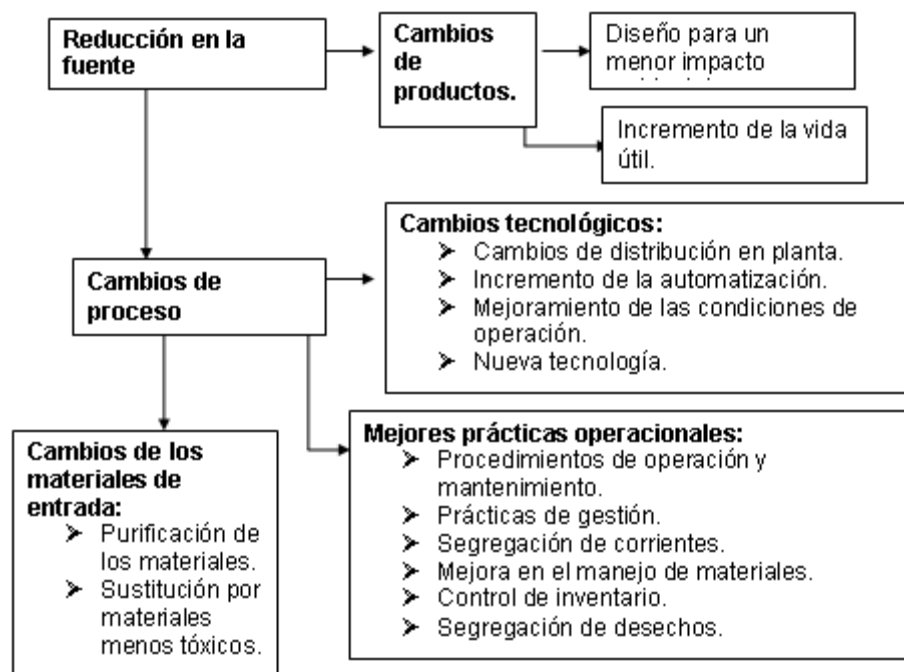 Reducción en la
fuente
Cambios
de
productos.
Diseño para un
menor impacto
Incremento de la vida
útil.
Cambios de
proceso
Cambios tecnológicos:
➢ Cambios de distribución en planta.
➢ Incremento de la automatización.
➢ Mejoramiento de las condiciones de
operación.
➢ Nueva tecnología.
Cambios de los
materiales de
entrada:
➢ Purificación de
los materiales.
➢ Sustitución por
materiales
menos tóxicos.
Mejores prácticas operacionales:
➢ Procedimientos de operación y
mantenimiento.
➢ Prácticas de gestión.
➢ Segregación de corrientes.
➢ Mejora en el manejo de materiales.
➢ Control de inventario.
➢ Segregación de desechos.